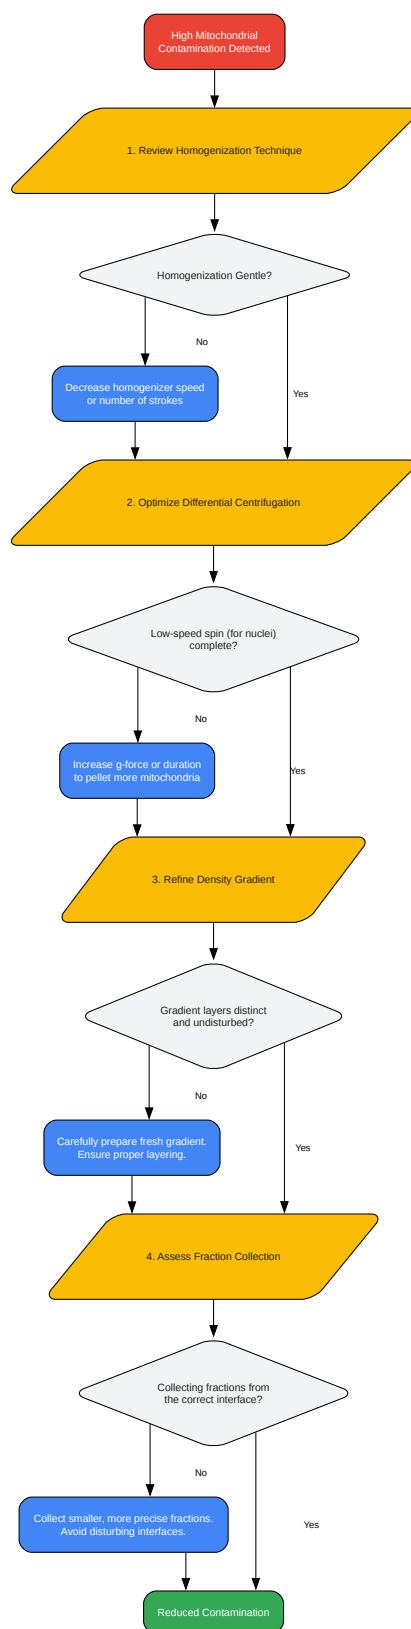 High Mitochondrial
Contamination Detected
1. Review Homogenization Technique
Homogenization Gentle?
No
Decrease homogenizer speed
or number of strokes
Yes
2. Optimize Differential Centrifugation
Low-speed spin (for nuclei)
complete?
No
Increase g-force or duration
to pellet more mitochondria
Yes
3. Refine Density Gradient
Gradient layers distinct
and undisturbed?
No
Carefully prepare fresh gradient.
Ensure proper layering.
Yes
4. Assess Fraction Collection
Collecting fractions from
the correct interface?
No
Collect smaller, more precise fractions.
Avoid disturbing interfaces.
Yes
Reduced Contamination